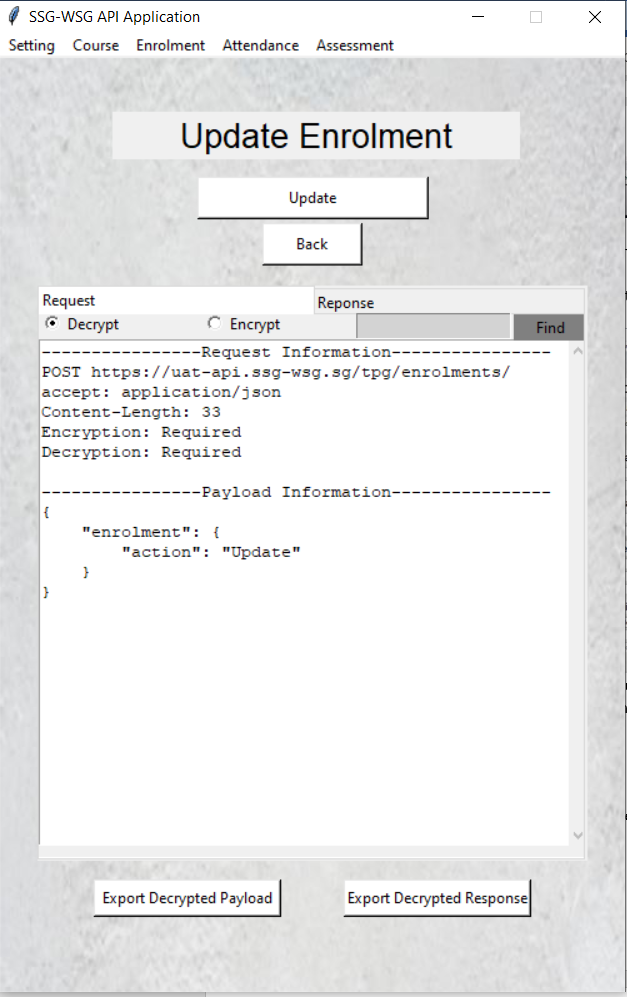 SSG-WSG API Application
Setting Course Enrolment Attendance Assessment
Update Enrolment
Update
Back
Request Reponse
Decrypt Encrypt Find
----------------Request Information----------------
POST https://uat-api.ssg-wsg.sg/tpg/enrolments/
accept: application/json
Content-Length: 33
Encryption: Required
Decryption: Required
----------------Payload Information----------------
{
    "enrolment": {
        "action": "Update"
    }
}
Export Decrypted Payload Export Decrypted Response